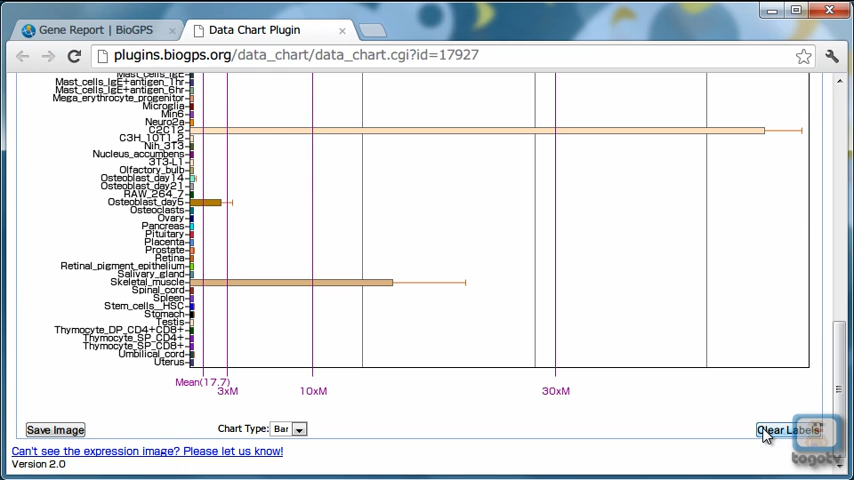 Gene Report | BioGPS
Data Chart Plugin
plugins.biogps.org/data_chart/data_chart.cgi?id=17927
Mast_cells_IgE
Mast_cells_IgE+antigen_1hr
Mast_cells_IgE+antigen_6hr
Mega_erythrocyte_progenitor
Microglia
Min6
Neuro2a
C2C12
C3H_10T1_2
Nih_3T3
Nucleus_accumbens
3T3-L1
Olfactory_bulb
Osteoblast_day14
Osteoblast_day21
RAW_264_7
Osteoblast_day5
Osteoclasts
Ovary
Pancreas
Pituitary
Placenta
Prostate
Retina
Retinal_pigment_epithelium
Salivary_gland
Skeletal_muscle
Spinal_cord
Spleen
Stem_cells__HSC
Stomach
Testis
Thymocyte_DP_CD4+CD8+
Thymocyte_SP_CD4+
Thymocyte_SP_CD8+
Umbilical_cord
Uterus
Mean(17.7)
3xM
10xM
30xM
Save Image
Chart Type: Bar
Clear Labels
togotv
Can't see the expression image? Please let us know!
Version 2.0